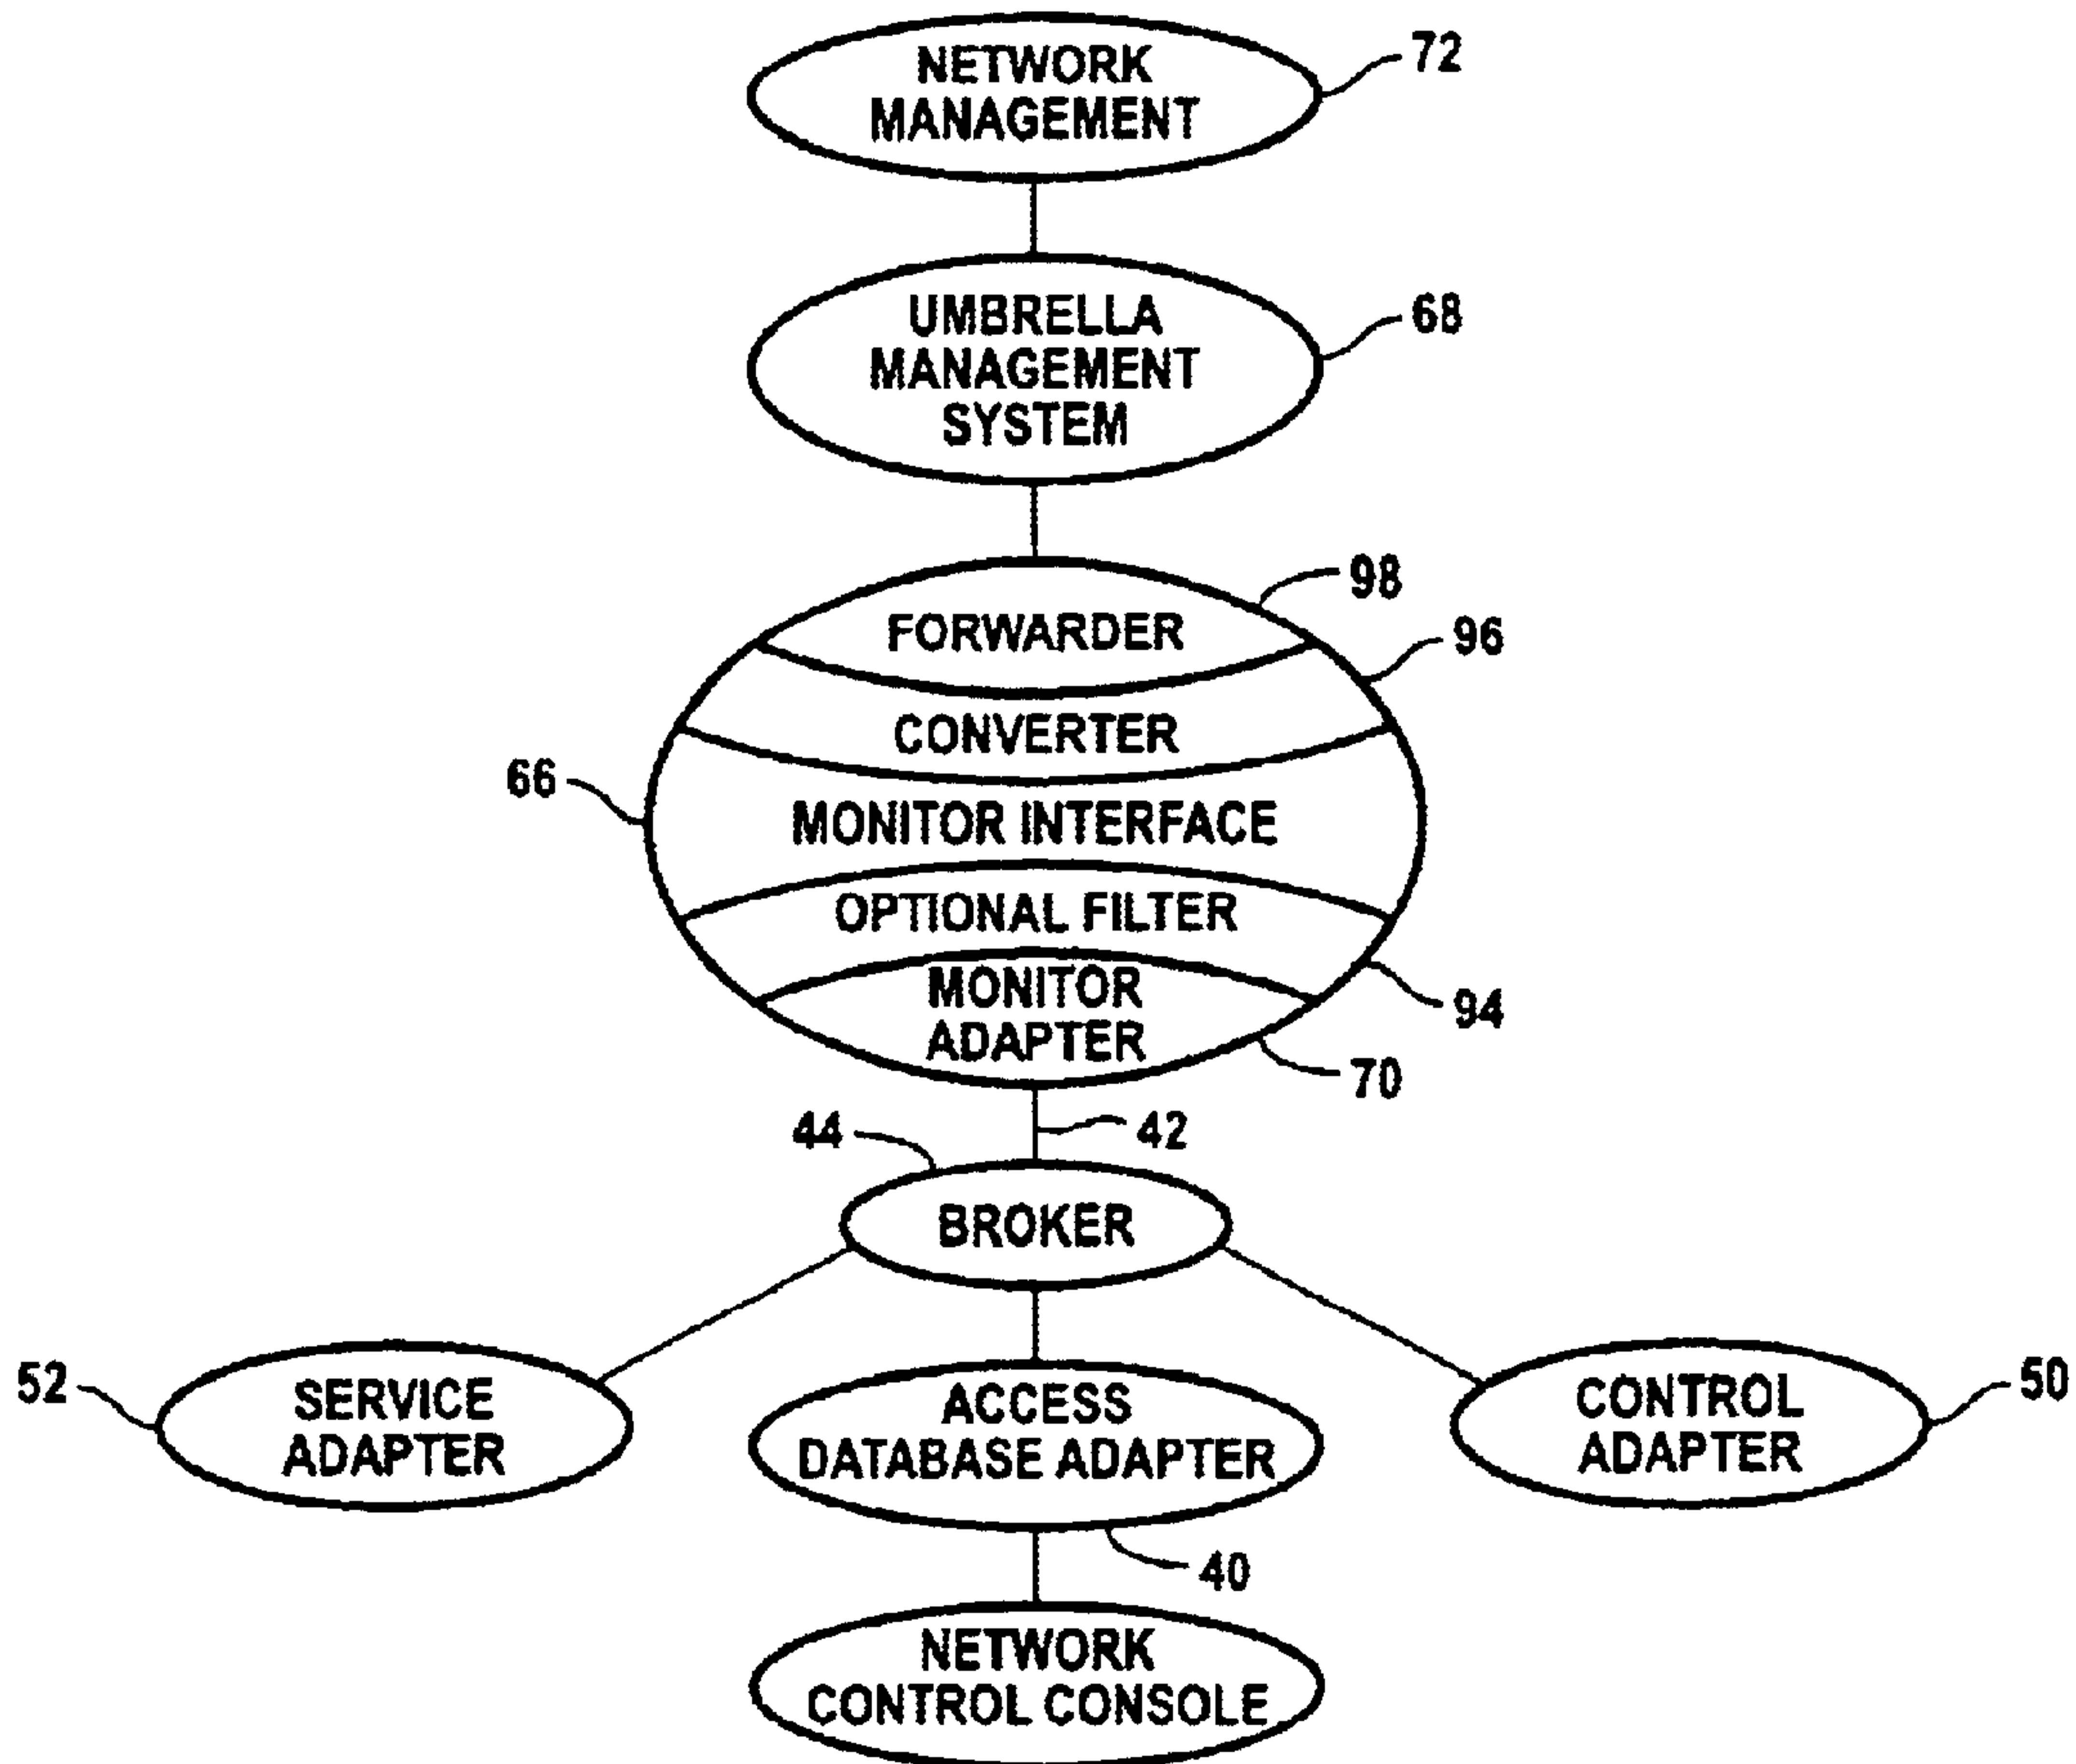 NETWORK
MANAGEMENT
72
UMBRELLA
MANAGEMENT
SYSTEM
68
FORWARDER
98
CONVERTER
96
66
MONITOR INTERFACE
OPTIONAL FILTER
94
MONITOR
ADAPTER
70
44
42
BROKER
52
SERVICE
ADAPTER
ACCESS
DATABASE ADAPTER
40
CONTROL
ADAPTER
50
NETWORK
CONTROL CONSOLE